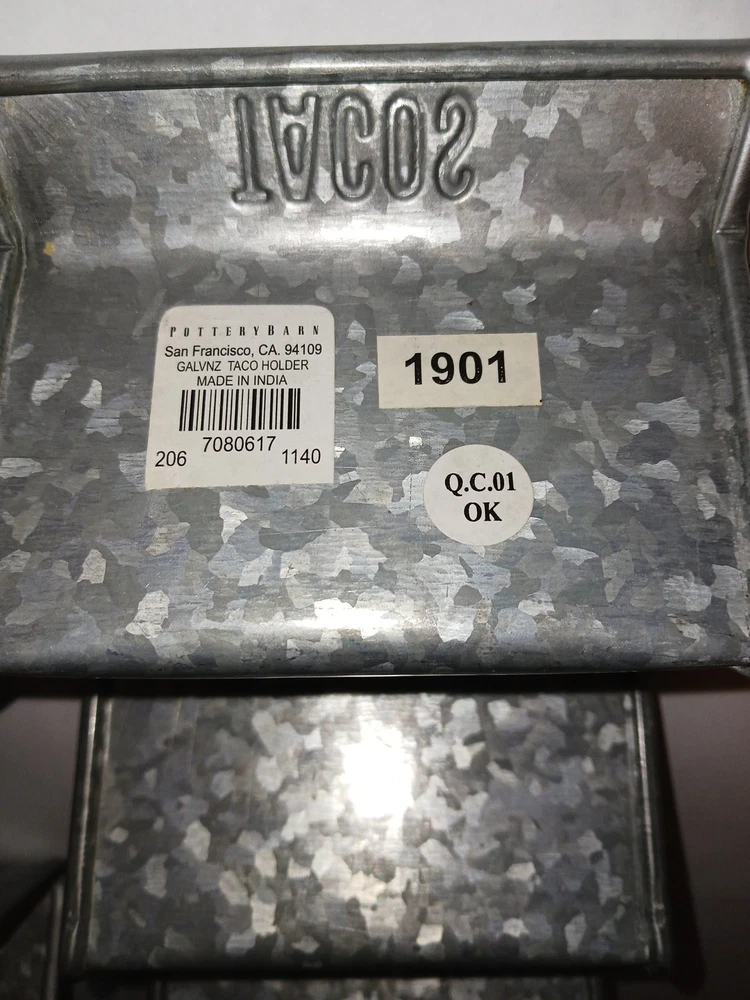 TACOS
POTTERYBARN
San Francisco, CA. 94109
GALVNZ TACO HOLDER
MADE IN INDIA
7080617
206 1140
1901
Q.C.01
OK